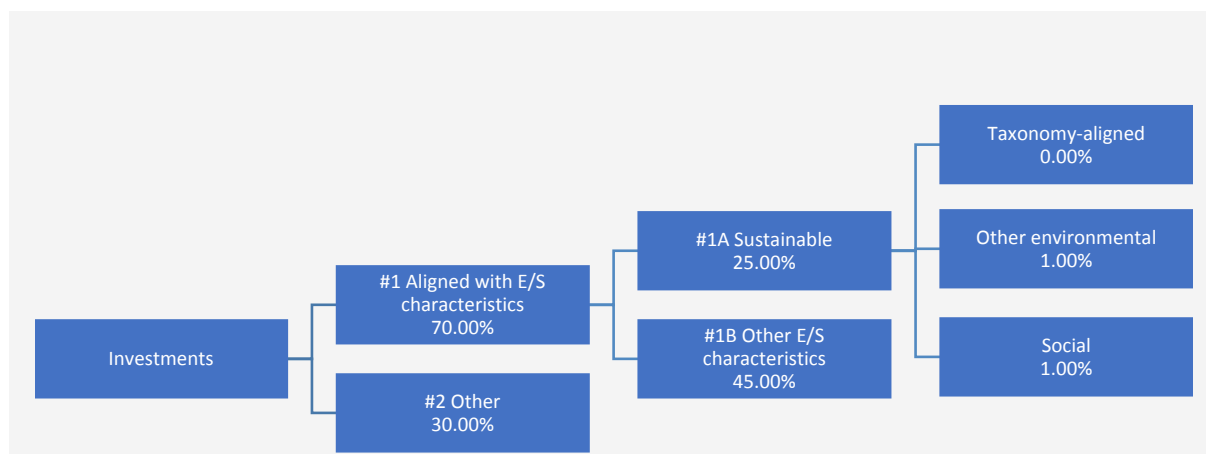 Investments
#1 Aligned with E/S
characteristics
70.00%
#2 Other
30.00%
#1A Sustainable
25.00%
#1B Other E/S
characteristics
45.00%
Taxonomy-aligned
0.00%
Other environmental
1.00%
Social
1.00%